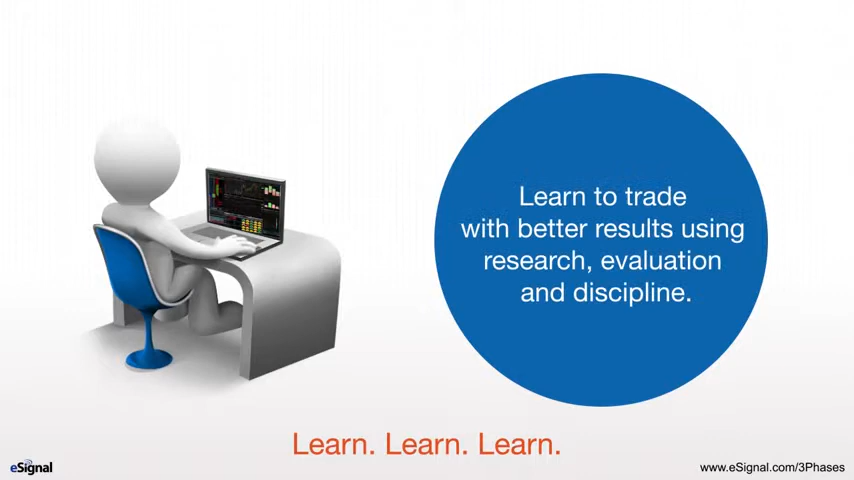 Learn to trade
with better results using
research, evaluation
and discipline.
Learn. Learn. Learn.
eSignal
www.eSignal.com/3Phases